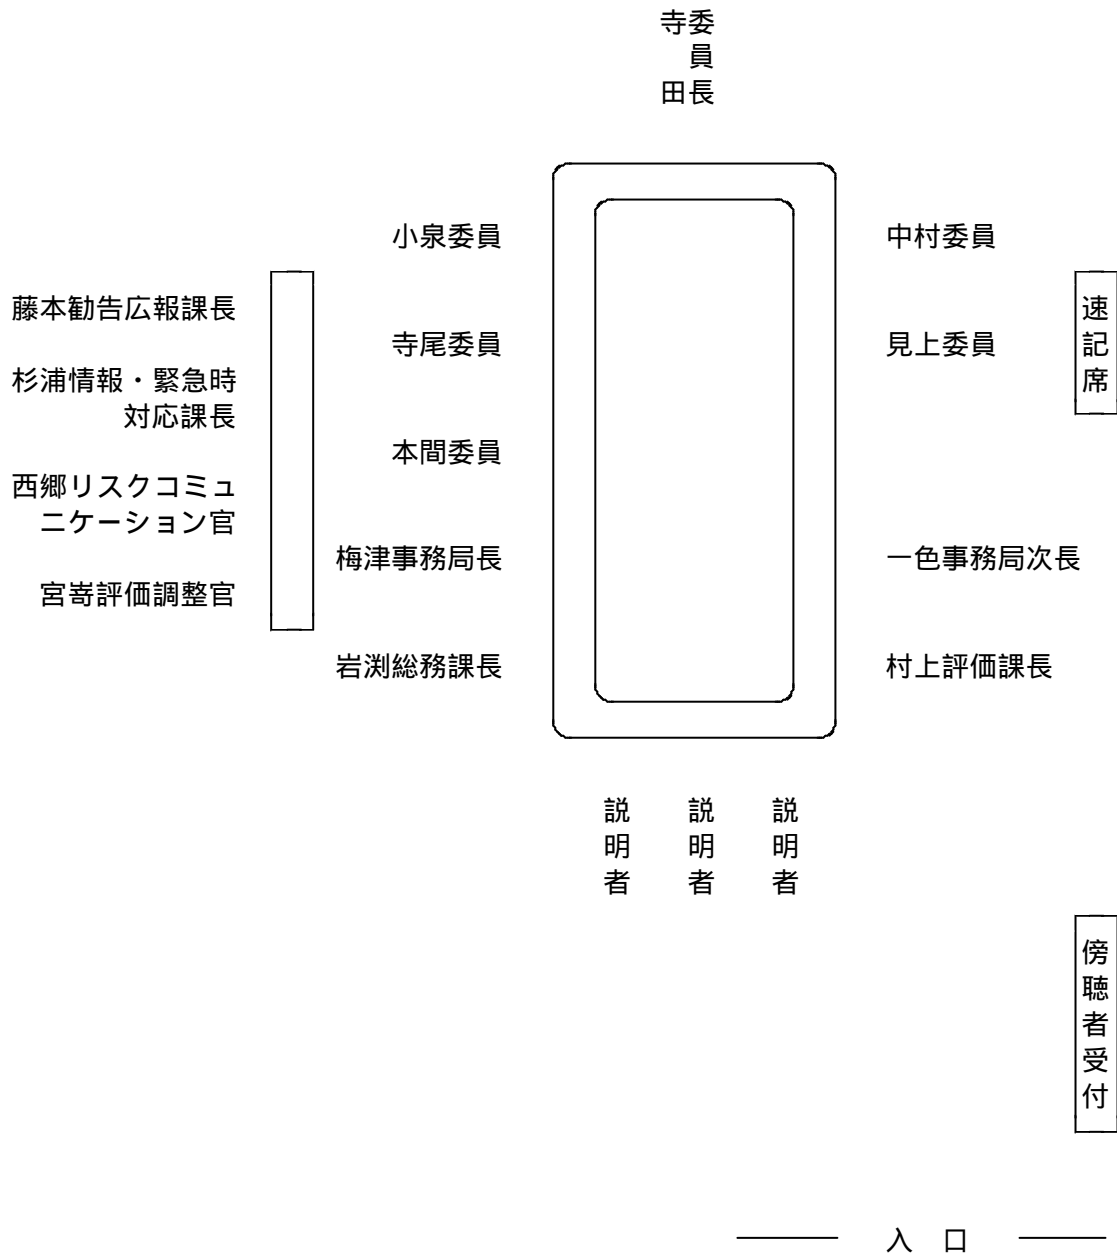 寺田委員長
小泉委員
中村委員
藤本勧告広報課長
速記席
寺尾委員
見上委員
杉浦情報・緊急時
対応課長
本間委員
西郷リスクコミュ
ニケーション官
梅津事務局長
一色事務局次長
宮嵜評価調整官
岩渕総務課長
村上評価課長
説明者
説明者
説明者
傍聴者受付
入　口